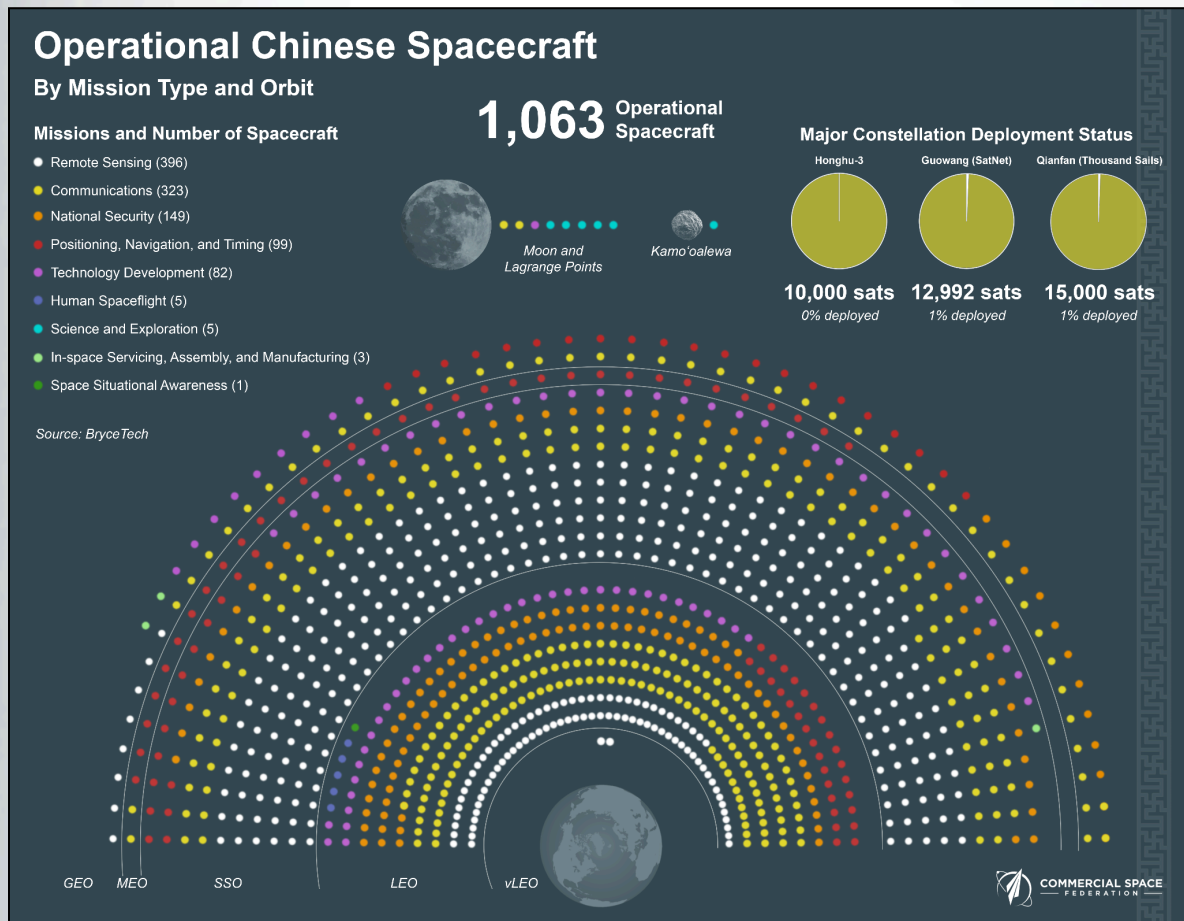 Operational Chinese Spacecraft
By Mission Type and Orbit
1,063 Operational
Spacecraft
Missions and Number of Spacecraft
Remote Sensing (396)
Communications (323)
National Security (149)
Positioning, Navigation, and Timing (99)
Technology Development (82)
Human Spaceflight (5)
Science and Exploration (5)
In-space Servicing, Assembly, and Manufacturing (3)
Space Situational Awareness (1)
Source: BryceTech
Moon and
Lagrange Points
Kamoʻoalewa
Major Constellation Deployment Status
Honghu-3
Guowang (SatNet)
Qianfan (Thousand Sails)
10,000 sats
12,992 sats
15,000 sats
0% deployed
1% deployed
1% deployed
GEO
MEO
SSO
LEO
vLEO
COMMERCIAL SPACE
FEDERATION